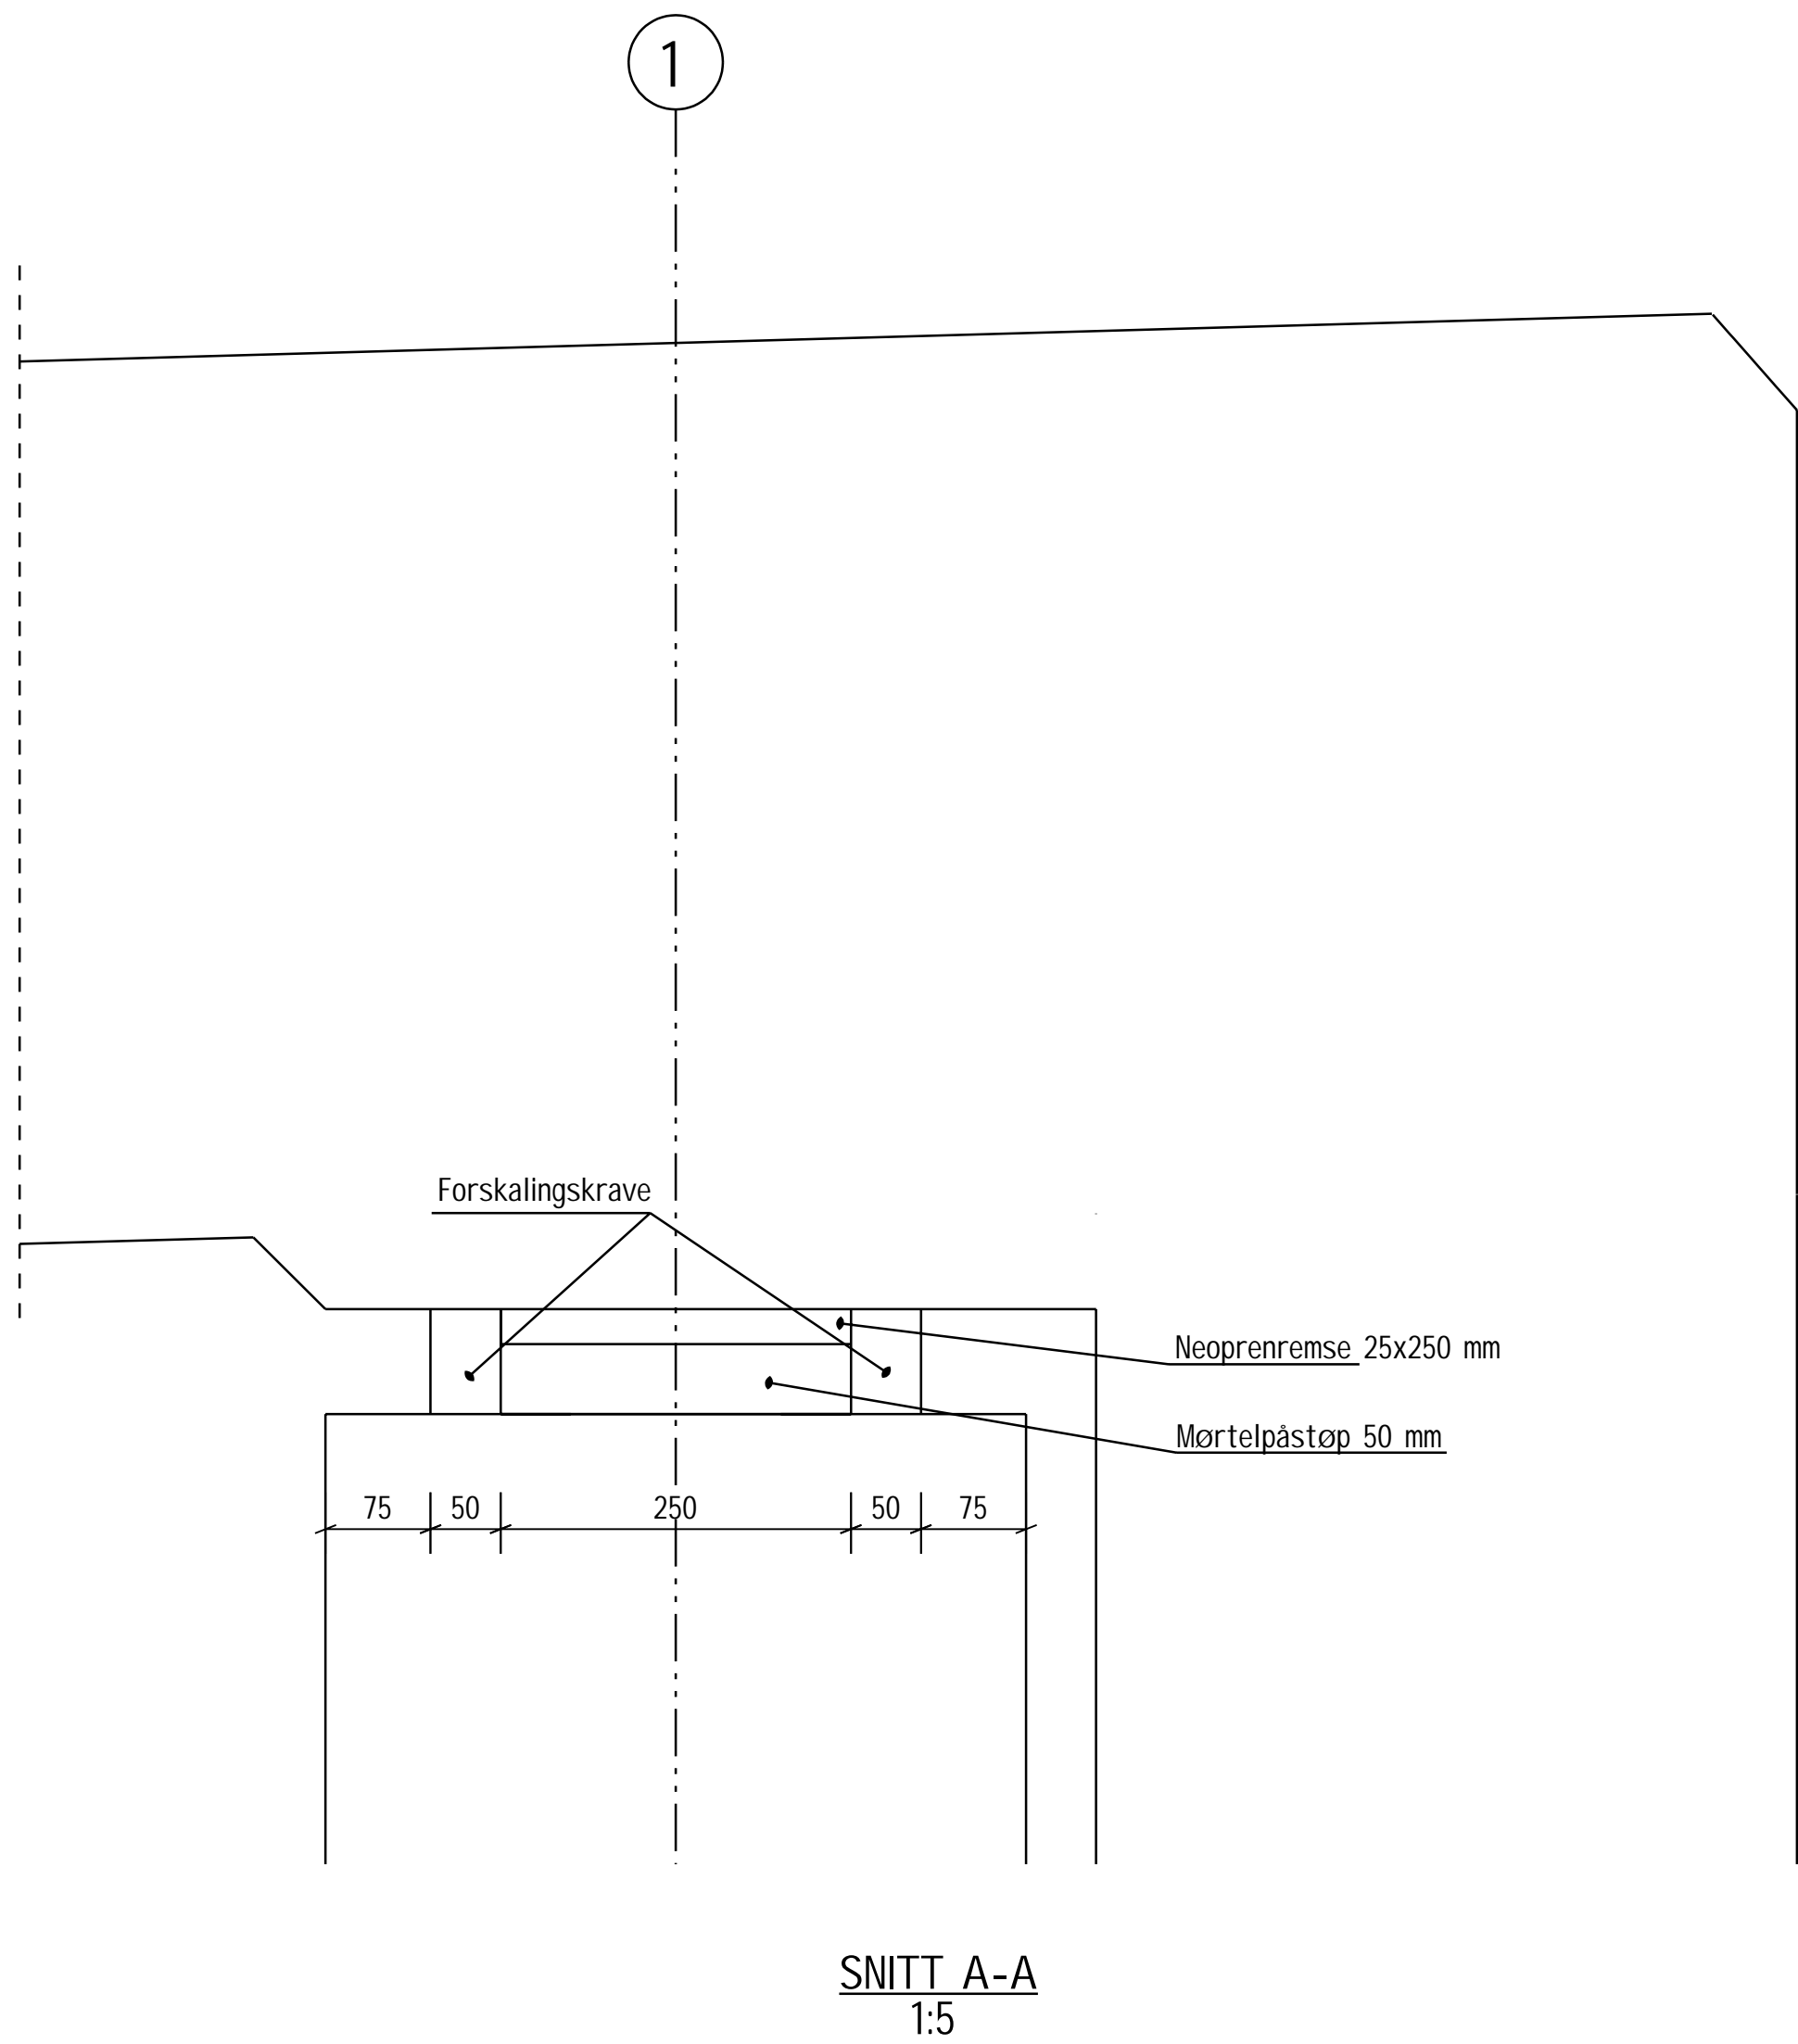 1
Forskalingskrave
Neoprenremse 25x250 mm
Mørtelpåstøp 50 mm
75 50 250 50 75
SNITT A-A
1:5